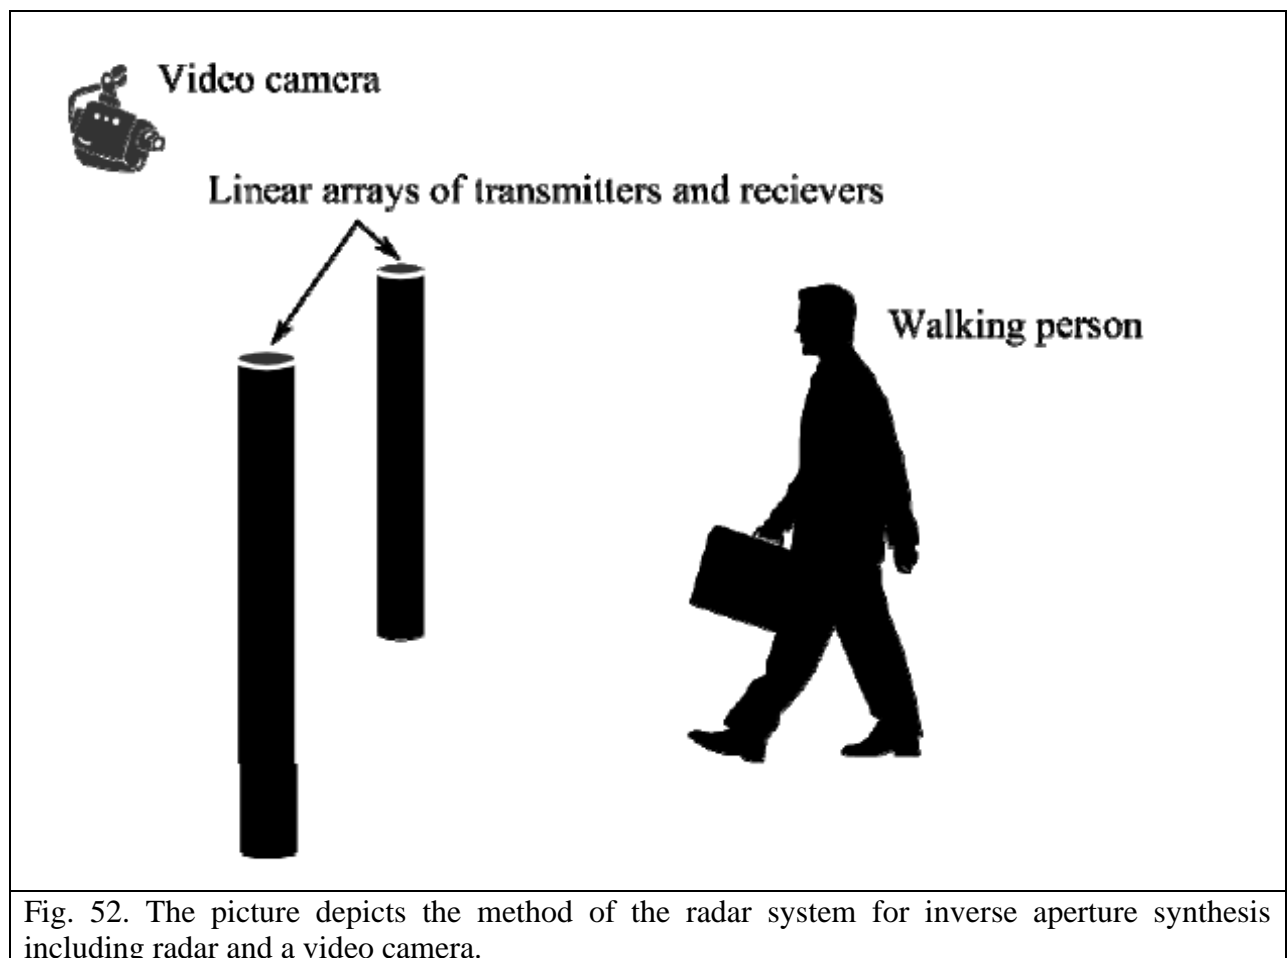 Video camera
Linear arrays of transmitters and recievers
Walking person
Fig. 52. The picture depicts the method of the radar system for inverse aperture synthesis
including radar and a video camera.